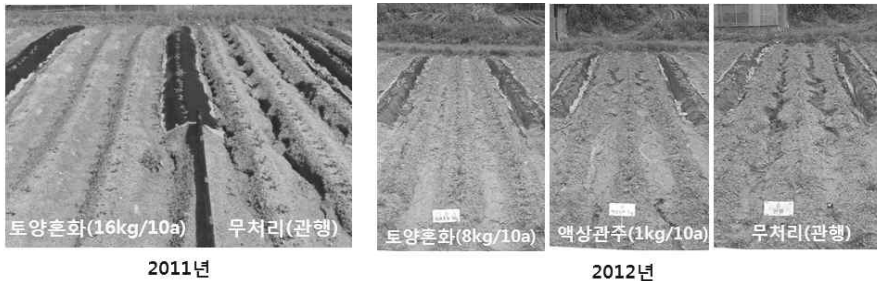 토양혼화(16kg/10a)
무처리(관행)
토양혼화(8kg/10a)
액상관주(1kg/10a)
무처리(관행)
2011년
2012년